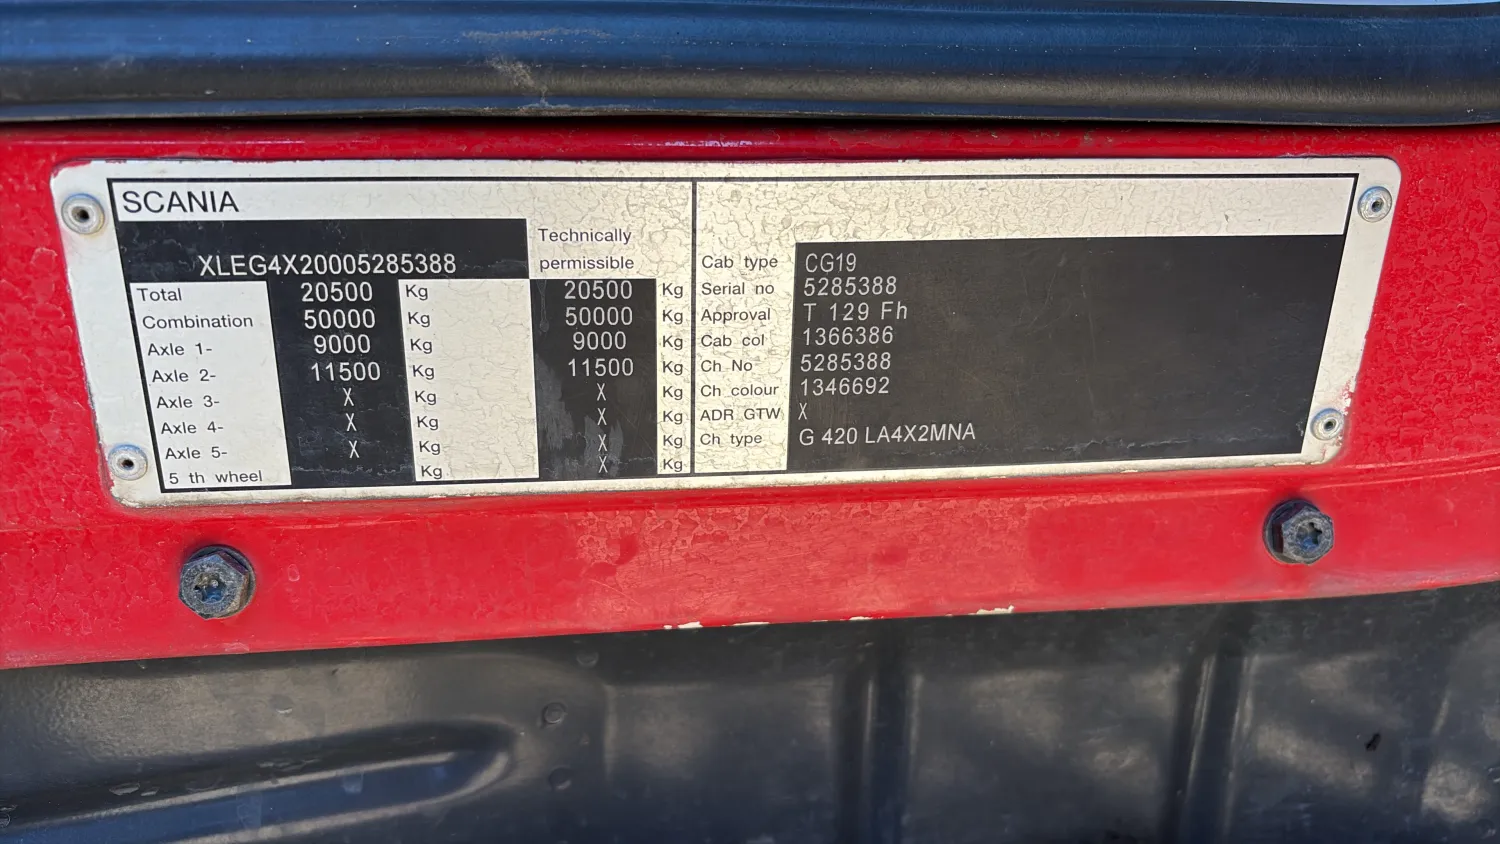 SCANIA
XLEG4X20005285388
Technically
permissible
Total 20500 Kg 20500 Kg
Combination 50000 Kg 50000 Kg
Axle 1- 9000 Kg 9000 Kg
Axle 2- 11500 Kg 11500 Kg
Axle 3- X Kg X Kg
Axle 4- X Kg X Kg
Axle 5- X Kg X Kg
5 th wheel Kg X Kg
Cab type CG19
Serial no 5285388
Approval T 129 Fh
Cab col 1366386
Ch No 5285388
Ch colour 1346692
ADR GTW X
Ch type G 420 LA4X2MNA